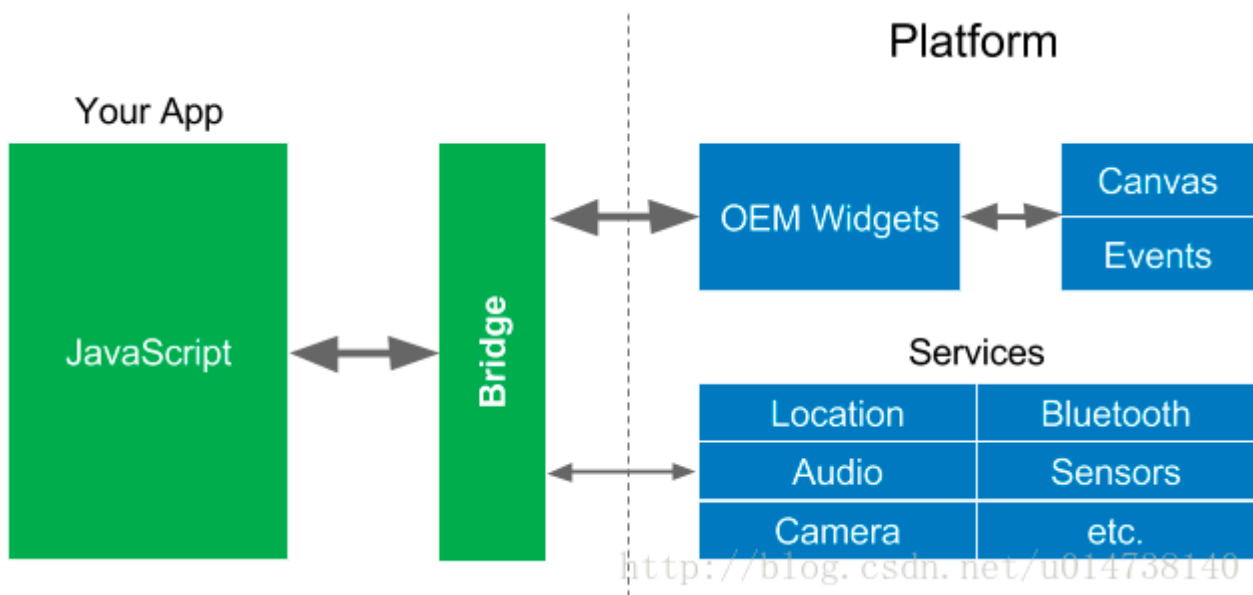 Platform
Your App
JavaScript
Bridge
OEM Widgets
Canvas
Events
Services
Location
Bluetooth
Audio
Sensors
Camera
etc.
http://blog.csdn.net/u014738140